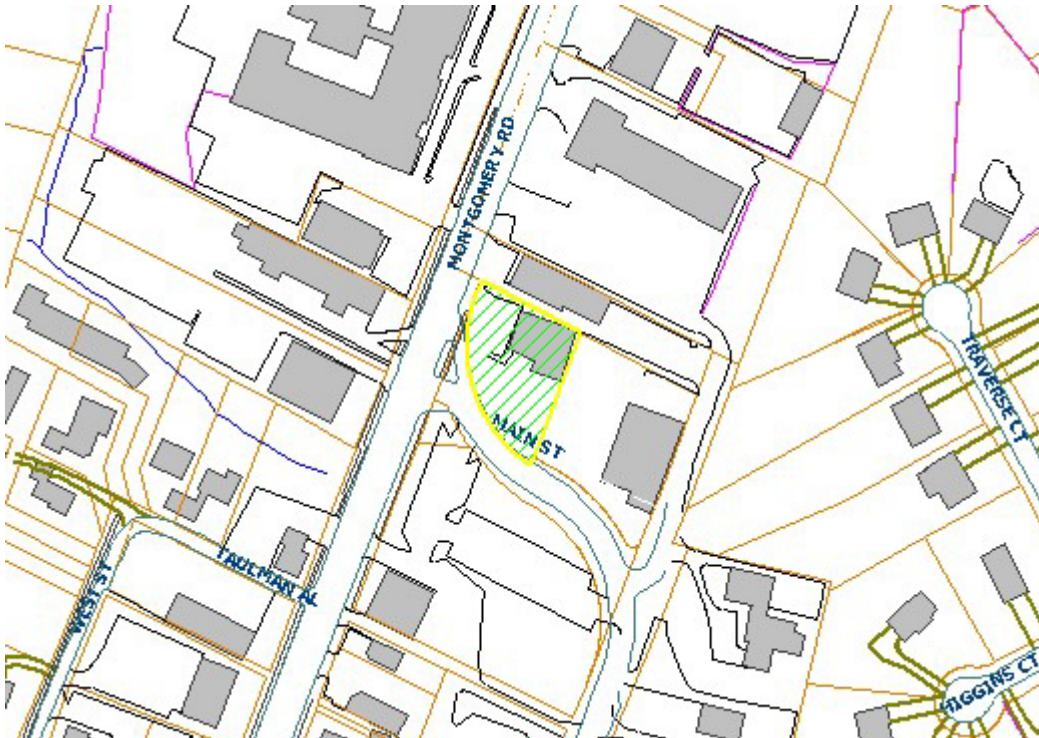 MONTGOMERY RD
TRAVERSE CT
MAIN ST
TAULMAN AL
WEST ST
HIGGINS CT